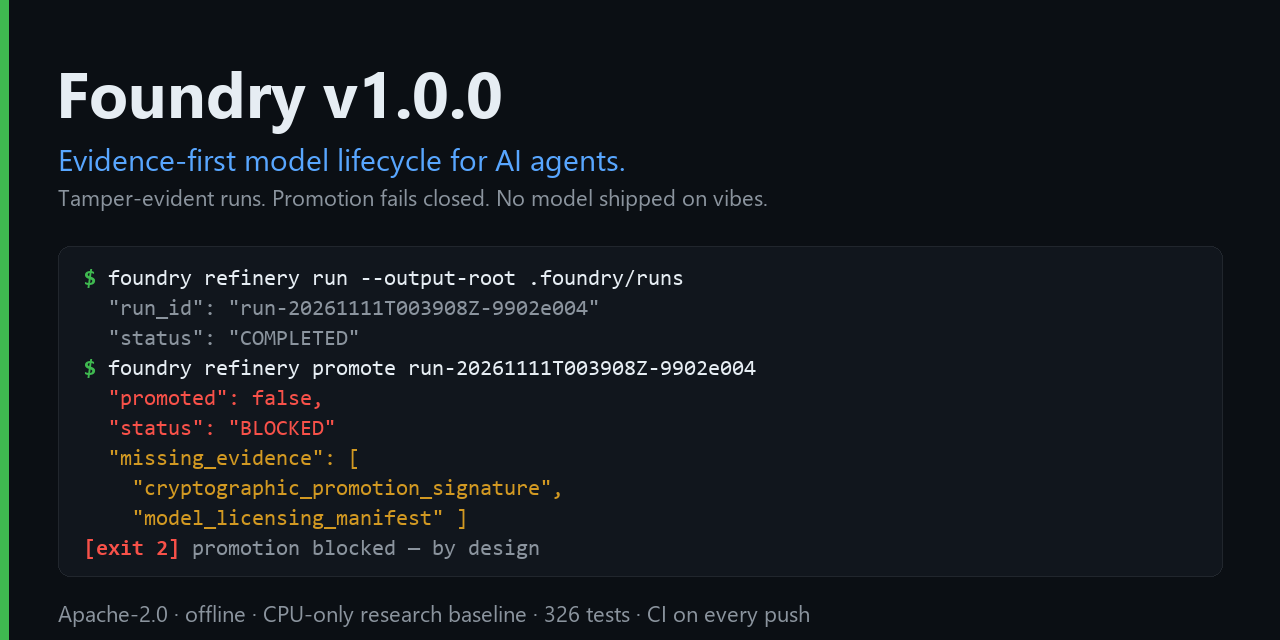 Foundry v1.0.0
Evidence-first model lifecycle for AI agents.
Tamper-evident runs. Promotion fails closed. No model shipped on vibes.
$ foundry refinery run --output-root .foundry/runs
"run_id": "run-20261111T003908Z-9902e004"
"status": "COMPLETED"
$ foundry refinery promote run-20261111T003908Z-9902e004
"promoted": false,
"status": "BLOCKED"
"missing_evidence": [
"cryptographic_promotion_signature",
"model_licensing_manifest" ]
[exit 2] promotion blocked — by design
Apache-2.0 · offline · CPU-only research baseline · 326 tests · CI on every push